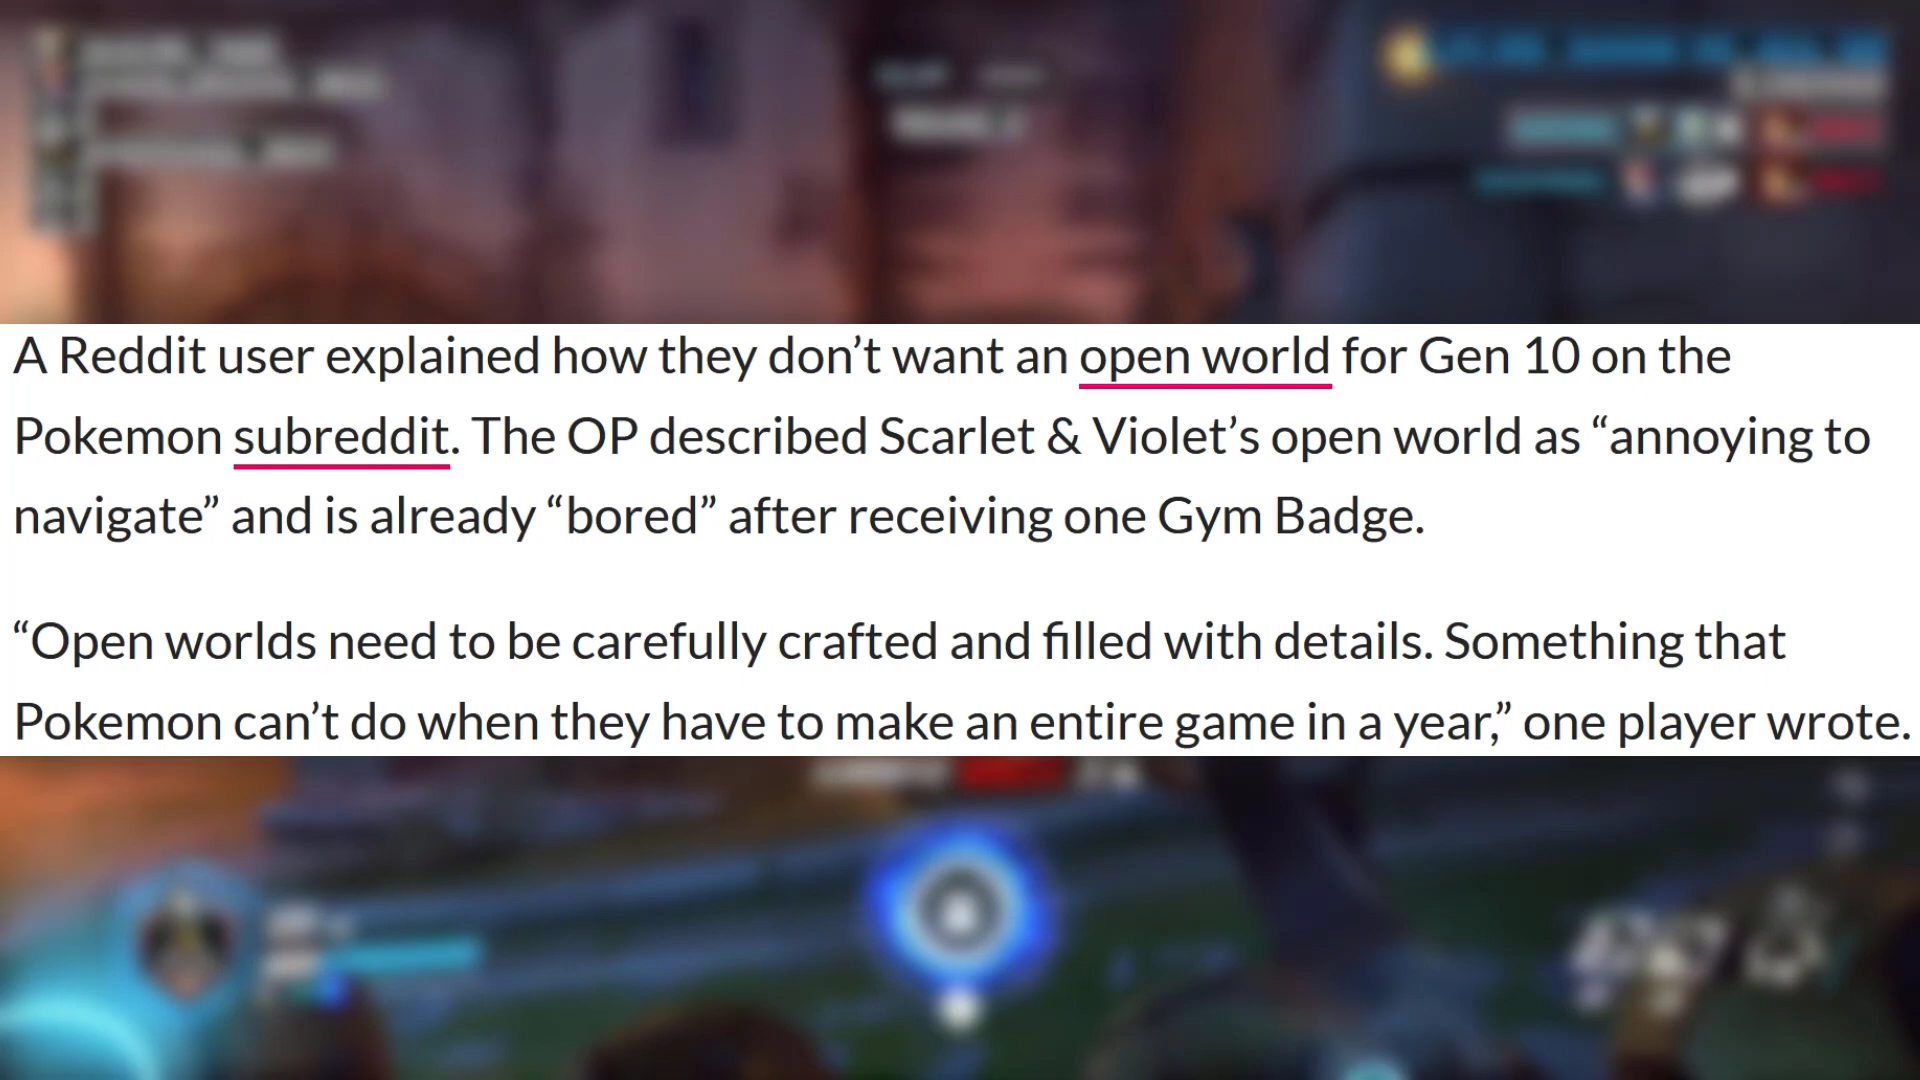 A Reddit user explained how they don’t want an open world for Gen 10 on the
Pokemon subreddit. The OP described Scarlet & Violet’s open world as “annoying to
navigate” and is already “bored” after receiving one Gym Badge.
“Open worlds need to be carefully crafted and filled with details. Something that
Pokemon can’t do when they have to make an entire game in a year,” one player wrote.